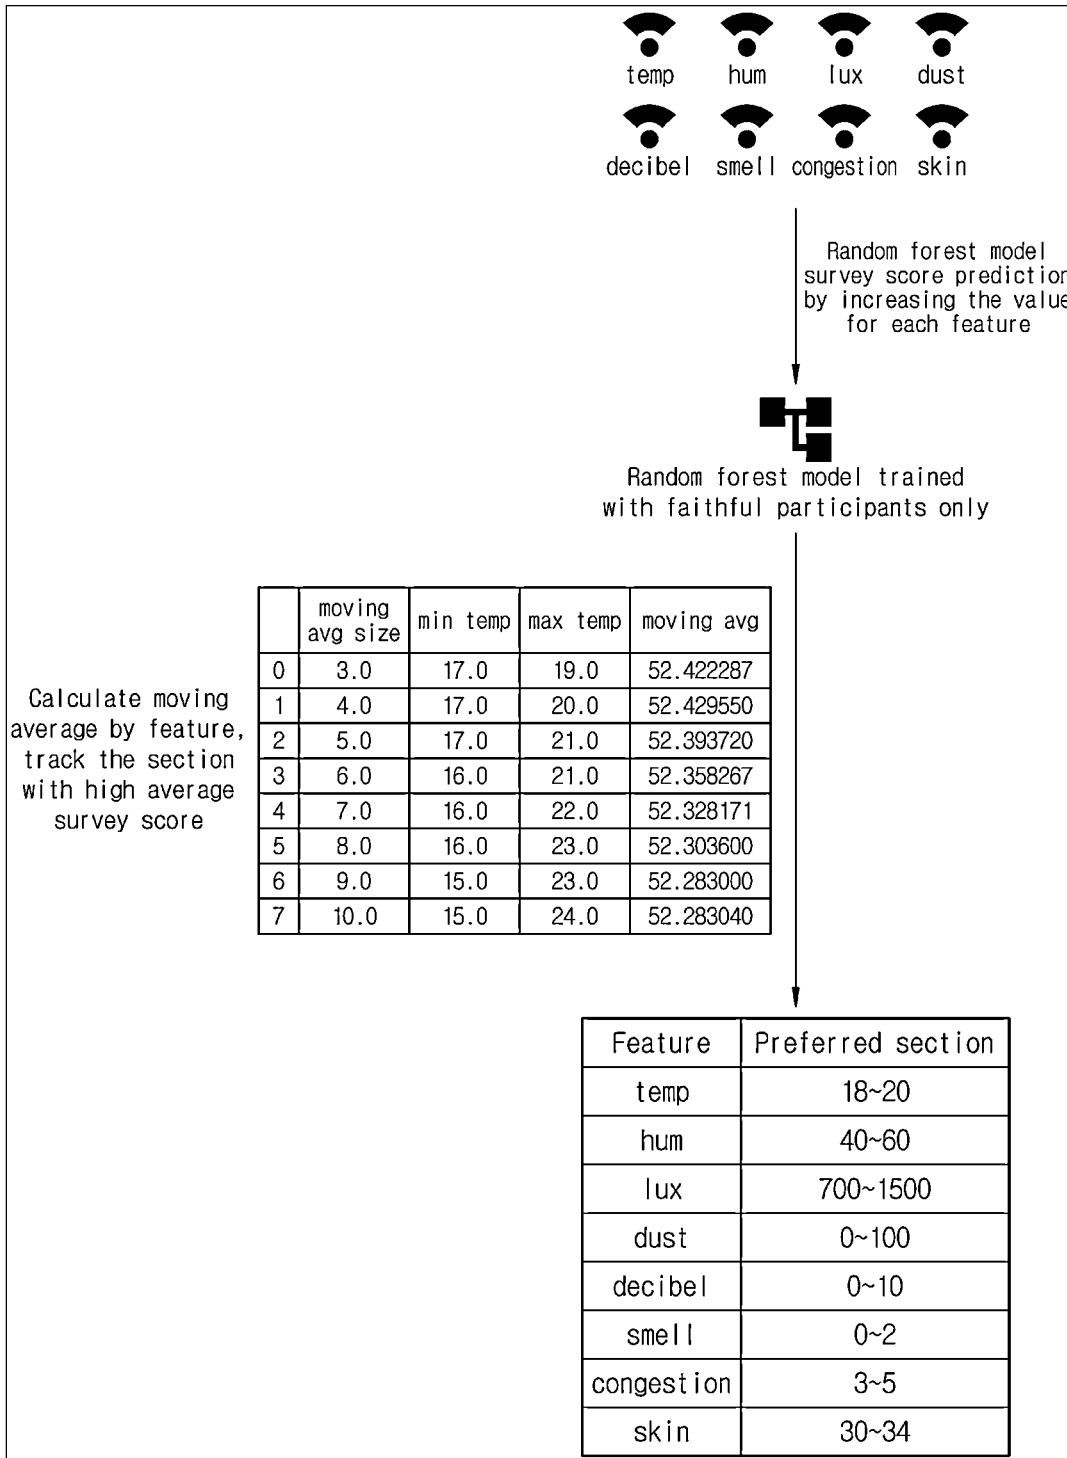 temp hum lux dust
decibel smell congestion skin
Random forest model
survey score prediction
by increasing the value
for each feature
Random forest model trained
with faithful participants only
Calculate moving
average by feature,
track the section
with high average
survey score
moving
avg size min temp max temp moving avg
0 3.0 17.0 19.0 52.422287
1 4.0 17.0 20.0 52.429550
2 5.0 17.0 21.0 52.393720
3 6.0 16.0 21.0 52.358267
4 7.0 16.0 22.0 52.328171
5 8.0 16.0 23.0 52.303600
6 9.0 15.0 23.0 52.283000
7 10.0 15.0 24.0 52.283040
Feature Preferred section
temp 18~20
hum 40~60
lux 700~1500
dust 0~100
decibel 0~10
smell 0~2
congestion 3~5
skin 30~34